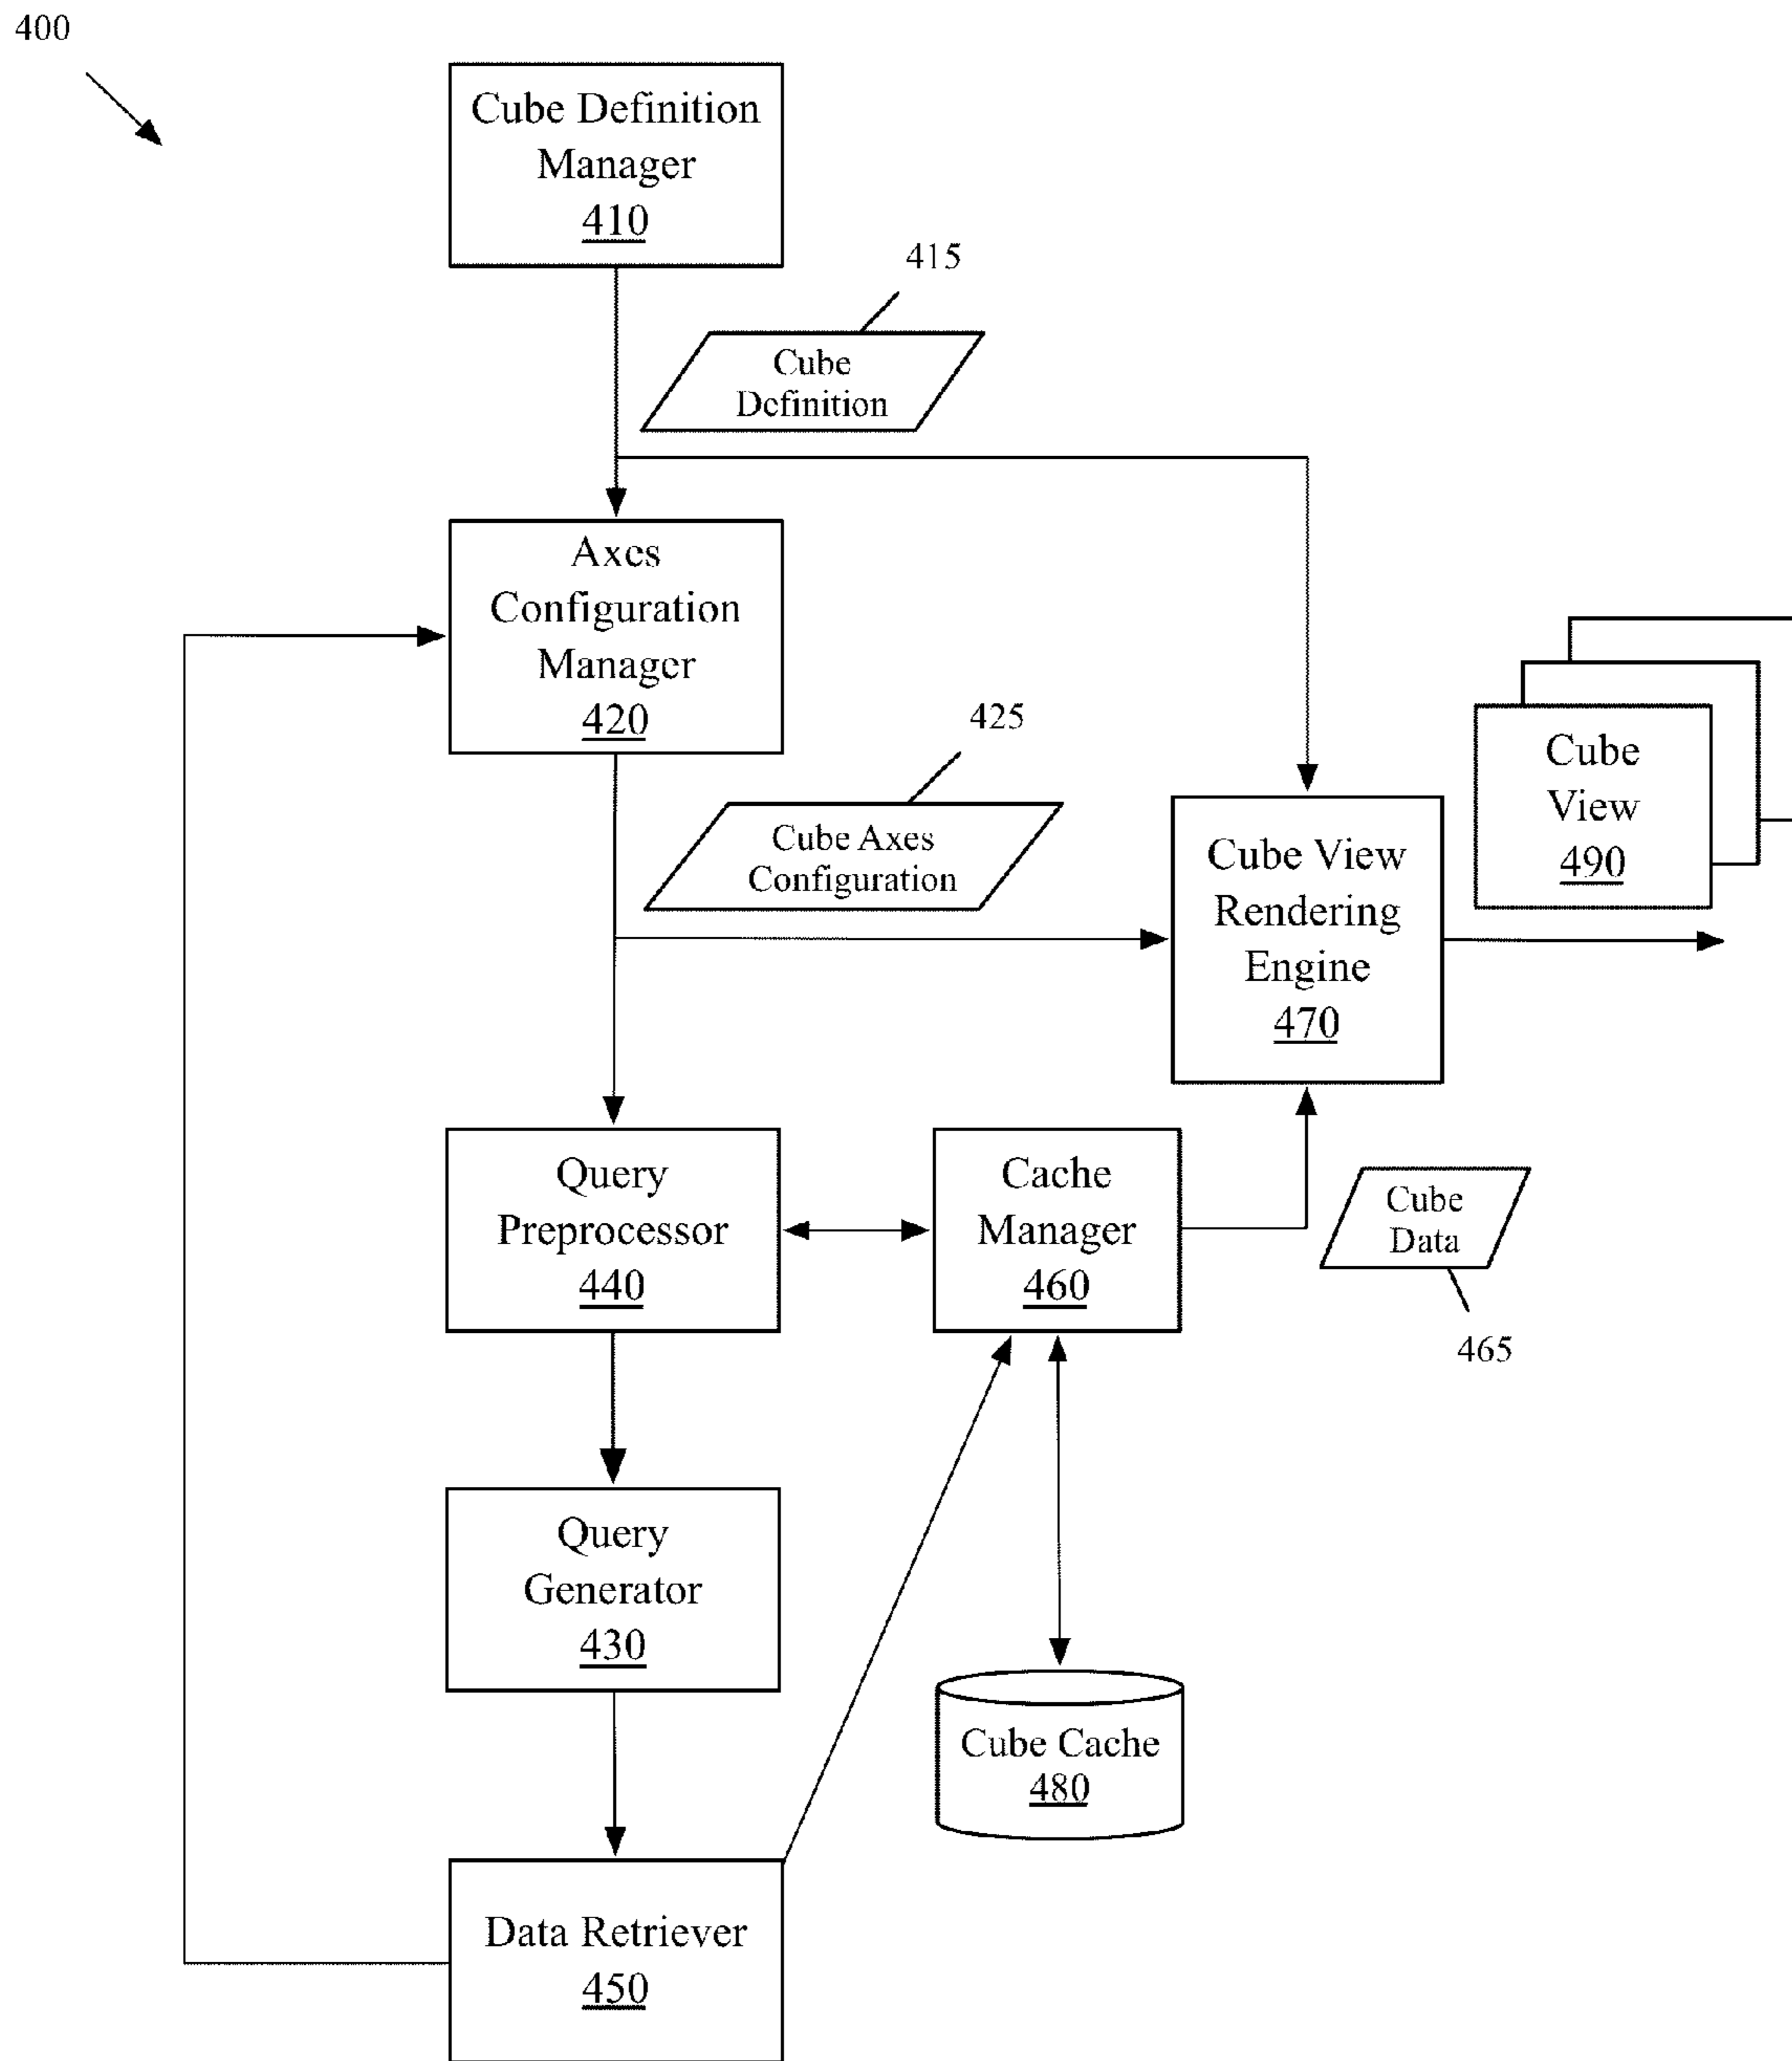 400
Cube Definition
Manager
410
415
Cube
Definition
Axes
Configuration
Manager
420
425
Cube Axes
Configuration
Cube
View
490
Cube View
Rendering
Engine
470
Query
Preprocessor
440
Cache
Manager
460
Cube
Data
465
Query
Generator
430
Cube Cache
480
Data Retriever
450